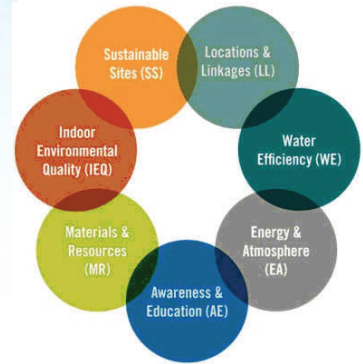 Sustainable
Sites (SS)
Locations &
Linkages (LL)
Water
Efficiency (WE)
Energy &
Atmosphere
(EA)
Awareness &
Education (AE)
Materials &
Resources
(MR)
Indoor
Environmental
Quality (IEQ)